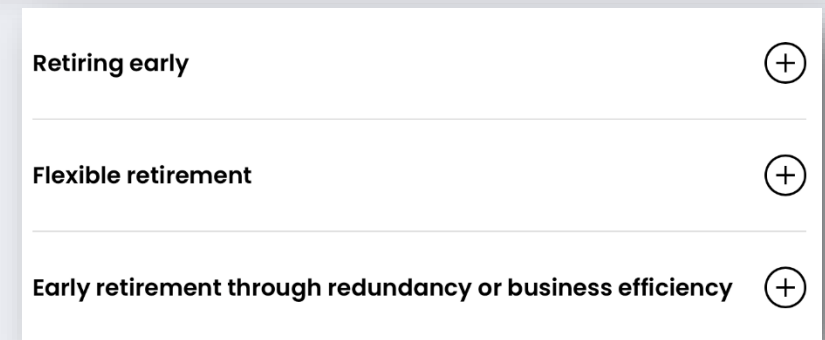 Retiring early
Flexible retirement
Early retirement through redundancy or business efficiency